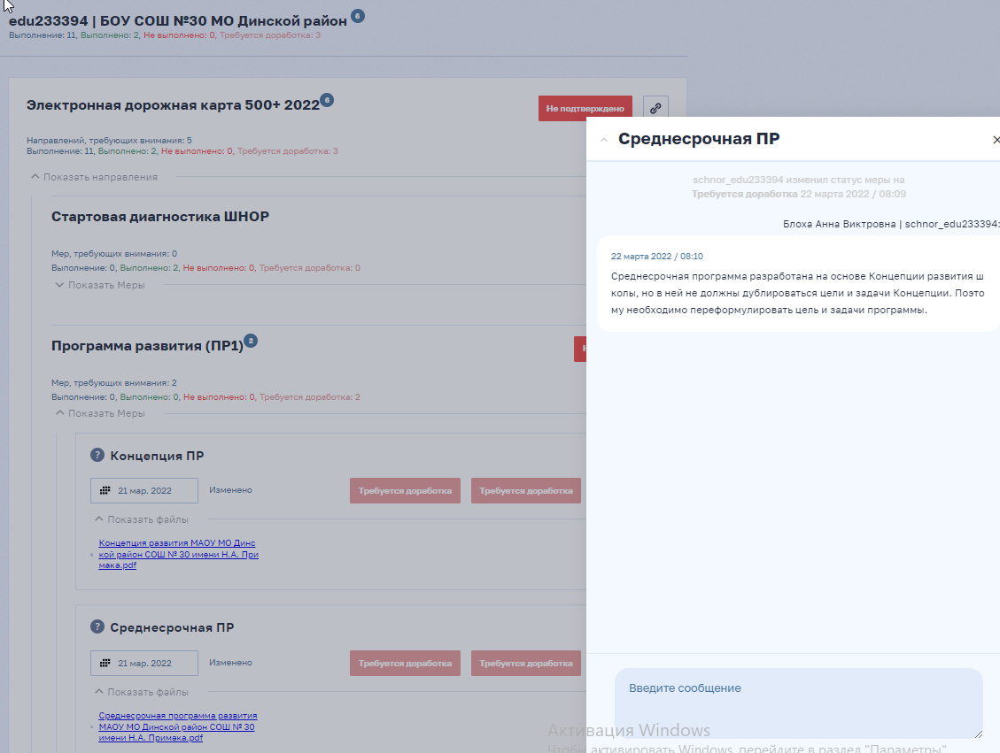 edu233394 | БОУ СОШ №30 МО Динской район 6
Выполнение: 11, Выполнено: 2, Не выполнено: 0, Требуется доработка: 3
Электронная дорожная карта 500+ 2022 6
Не подтверждено
Направлений, требующих внимания: 5
Выполнение: 11, Выполнено: 2, Не выполнено: 0, Требуется доработка: 3
Показать направления
Стартовая диагностика ШНОР
Мер, требующих внимания: 0
Выполнение: 0, Выполнено: 2, Не выполнено: 0, Требуется доработка: 0
Показать Меры
Программа развития (ПР1) 2
Мер, требующих внимания: 2
Выполнение: 0, Выполнено: 0, Не выполнено: 0, Требуется доработка: 2
Показать Меры
? Концепция ПР
21 мар. 2022 Изменено Требуется доработка Требуется доработка
Показать файлы
Концепция развития МАОУ МО Динс
кой район СОШ № 30 имени Н.А. При
мака.pdf
? Среднесрочная ПР
21 мар. 2022 Изменено Требуется доработка Требуется доработка
Показать файлы
Среднесрочная программа развития
МАОУ МО Динской район СОШ № 30
имени Н.А. Примака.pdf
Среднесрочная ПР
schnor_edu233394 изменил статус меры на
Требуется доработка 22 марта 2022 / 08:09
Блоха Анна Виктровна | schnor_edu233394:
22 марта 2022 / 08:10
Среднесрочная программа разработана на основе Концепции развития ш
колы, но в ней не должны дублироваться цели и задачи Концепции. Поэто
му необходимо переформулировать цель и задачи программы.
Введите сообщение
Активация Windows
Чтобы активировать Windows, перейдите в раздел "Параметры"